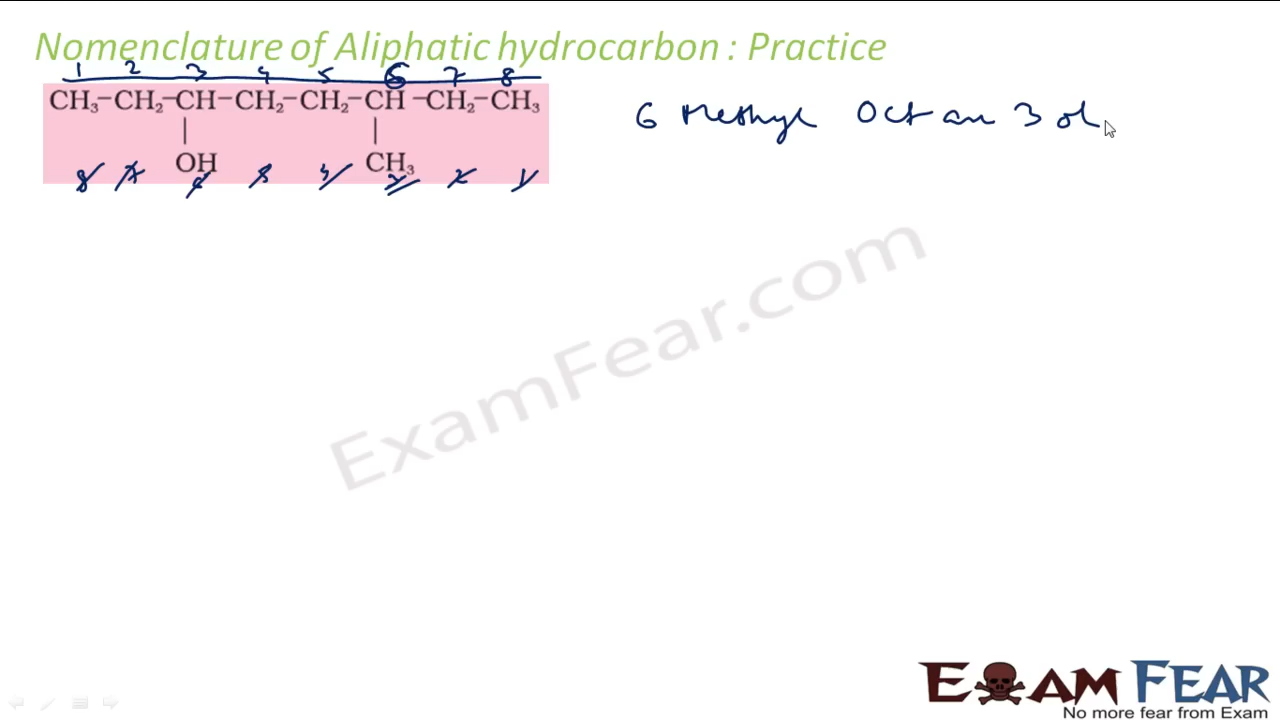 Nomenclature of Aliphatic hydrocarbon : Practice
1 2 3 4 5 6 7 8
CH₃−CH₂−CH−CH₂−CH₂−CH−CH₂−CH₃
OH CH₃
8 7 6 5 4 3 2 1
6 Methyl Octan 3 ol
ExamFear.com
EXAM FEAR
No more fear from Exam